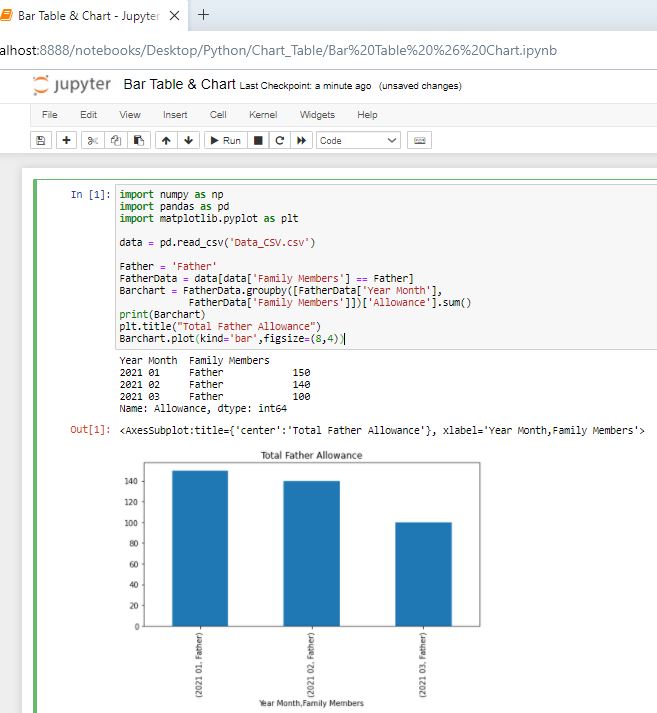 Bar Table & Chart - Jupyter
alhost:8888/notebooks/Desktop/Python/Chart_Table/Bar%20Table%20%26%20Chart.ipynb
jupyter Bar Table & Chart Last Checkpoint: a minute ago (unsaved changes)
File Edit View Insert Cell Kernel Widgets Help
Run Code
In [1]: import numpy as np
import pandas as pd
import matplotlib.pyplot as plt
data = pd.read_csv('Data_CSV.csv')
Father = 'Father'
FatherData = data[data['Family Members'] == Father]
Barchart = FatherData.groupby([FatherData['Year Month'],
FatherData['Family Members']])['Allowance'].sum()
print(Barchart)
plt.title("Total Father Allowance")
Barchart.plot(kind='bar',figsize=(8,4))
Year Month Family Members
2021 01 Father 150
2021 02 Father 140
2021 03 Father 100
Name: Allowance, dtype: int64
Out[1]: <AxesSubplot:title={'center':'Total Father Allowance'}, xlabel='Year Month,Family Members'>
Total Father Allowance
140
120
100
80
60
40
20
0
(2021 01, Father)
(2021 02, Father)
(2021 03, Father)
Year Month,Family Members